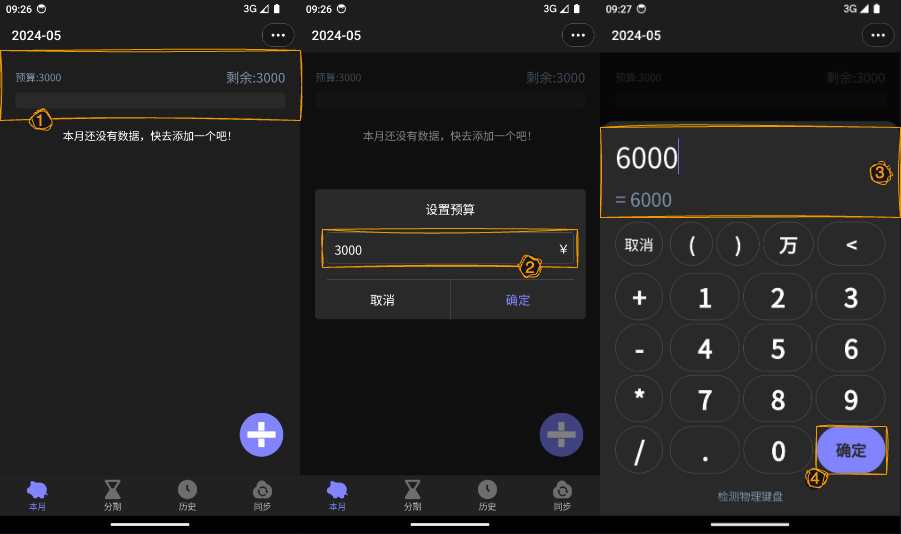 09:26 3G
2024-05
预算:3000 剩余:3000
①
本月还没有数据，快去添加一个吧！
本月 分期 历史 同步
09:26 3G
2024-05
预算:3000 剩余:3000
本月还没有数据，快去添加一个吧！
设置预算
3000 ¥
②
取消 确定
本月 分期 历史 同步
09:27 3G
2024-05
预算:3000 剩余:3000
6000
③
= 6000
取消 ( ) 万 <
+ 1 2 3
- 4 5 6
* 7 8 9
/ . 0 确定
④
检测物理键盘